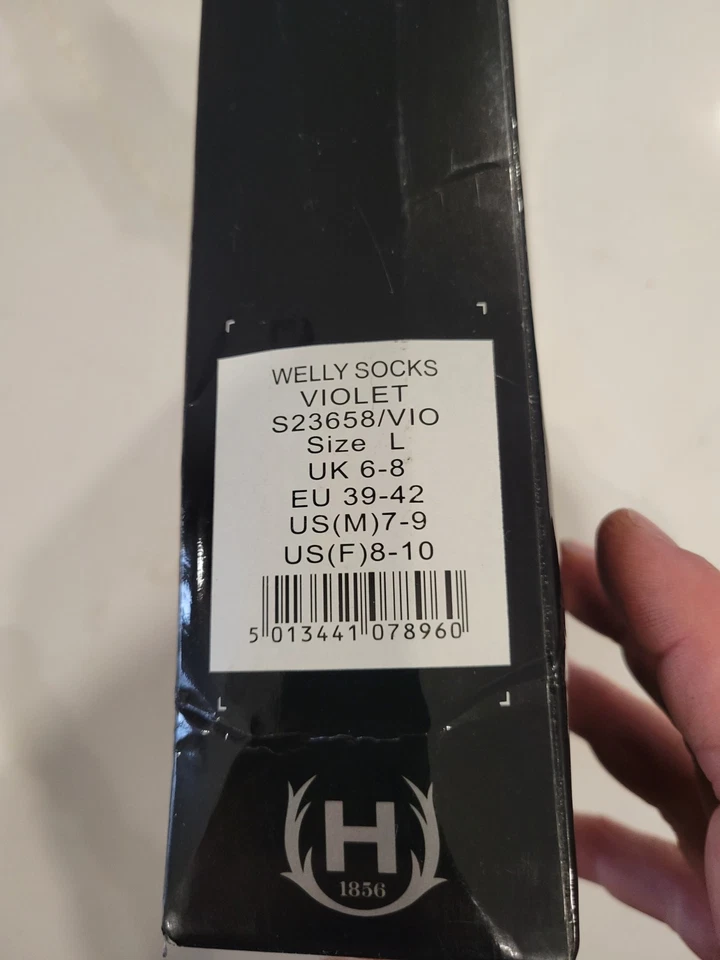 WELLY SOCKS
VIOLET
S23658/VIO
Size L
UK 6-8
EU 39-42
US(M)7-9
US(F)8-10
5 013441 078960
H
1856